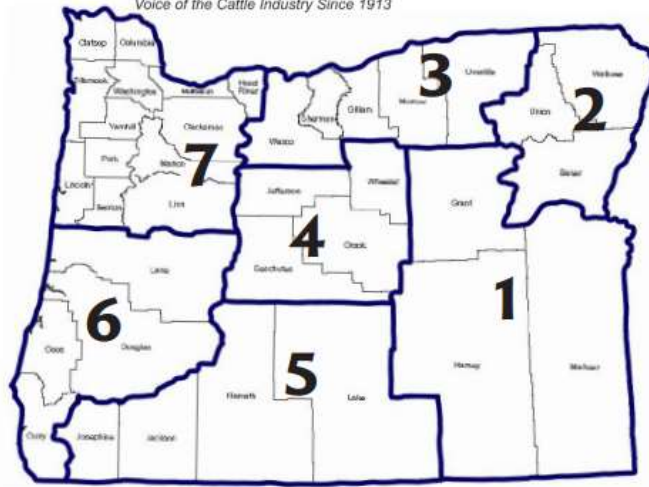 Voice of the Cattle Industry Since 1913
Clatsop
Columbia
Tillamook
Washington
Multnomah
Hood
River
Yamhill
Clackamas
Polk
Marion
Lincoln
Benton
Linn
7
Wasco
Sherman
Gilliam
Morrow
3
Umatilla
Union
Wallowa
2
Baker
Jefferson
Wheeler
4
Crook
Deschutes
Grant
1
Harney
Malheur
Lane
6
Coos
Douglas
Curry
Josephine
Jackson
Klamath
5
Lake